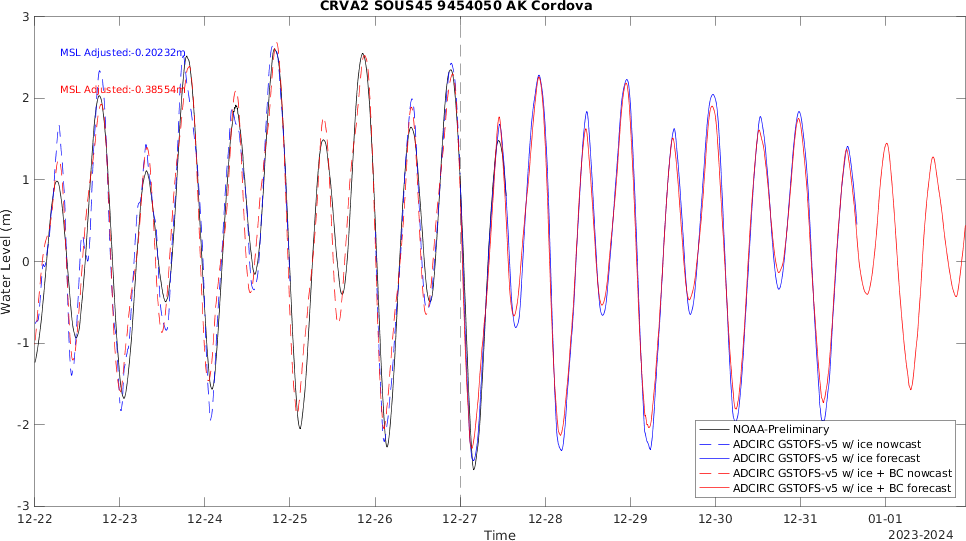 CRVA2 SOUS45 9454050 AK Cordova
MSL Adjusted:-0.20232m
MSL Adjusted:-0.38554m
Water Level (m)
3
2
1
0
-1
-2
-3
NOAA-Preliminary
ADCIRC GSTOFS-v5 w/ ice nowcast
ADCIRC GSTOFS-v5 w/ ice forecast
ADCIRC GSTOFS-v5 w/ ice + BC nowcast
ADCIRC GSTOFS-v5 w/ ice + BC forecast
12-22 12-23 12-24 12-25 12-26 12-27 12-28 12-29 12-30 12-31 01-01
Time
2023-2024